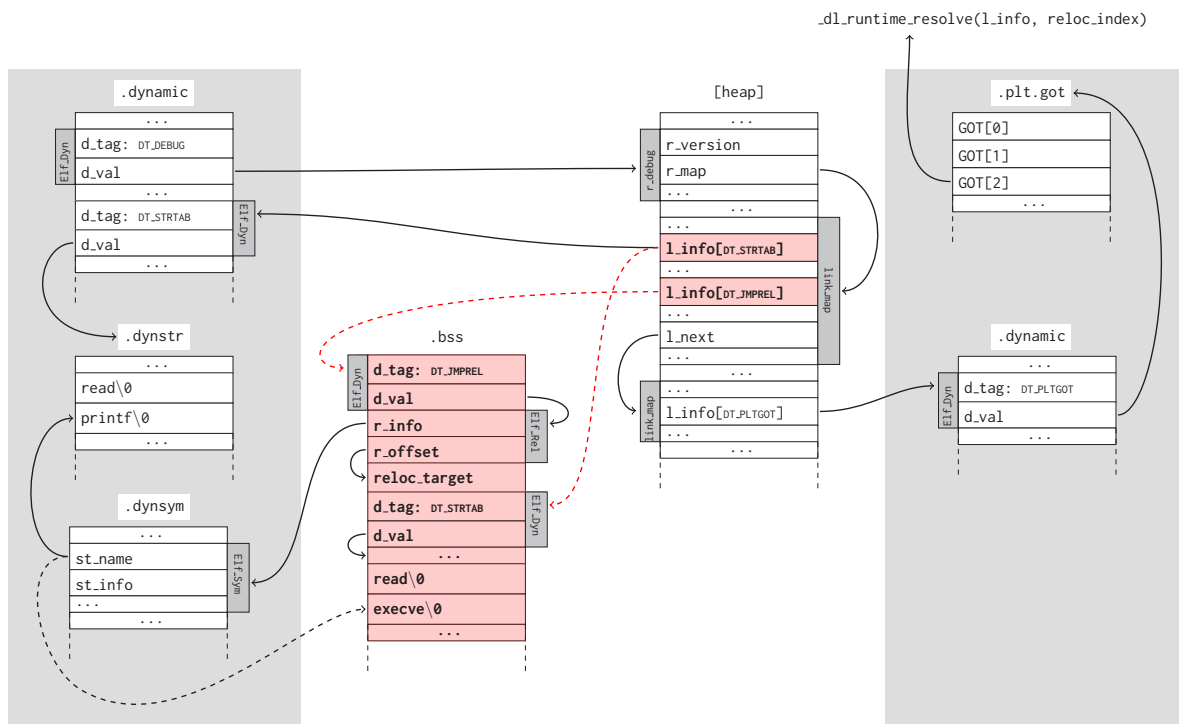 _dl_runtime_resolve(l_info, reloc_index)
.dynamic
...
Elf_Dyn
d_tag: DT_DEBUG
d_val
...
d_tag: DT_STRTAB
Elf_Dyn
d_val
...
.dynstr
...
read\0
printf\0
...
.dynsym
...
st_name
Elf_Sym
st_info
...
...
.bss
Elf_Dyn
d_tag: DT_JMPREL
d_val
r_info
Elf_Rel
r_offset
reloc_target
d_tag: DT_STRTAB
Elf_Dyn
d_val
...
read\0
execve\0
...
[heap]
...
r_debug
r_version
r_map
...
...
...
l_info[DT_STRTAB]
...
link_map
l_info[DT_JMPREL]
...
l_next
...
...
...
link_map
l_info[DT_PLTGOT]
...
...
.plt.got
GOT[0]
GOT[1]
GOT[2]
...
.dynamic
...
Elf_Dyn
d_tag: DT_PLTGOT
d_val
...